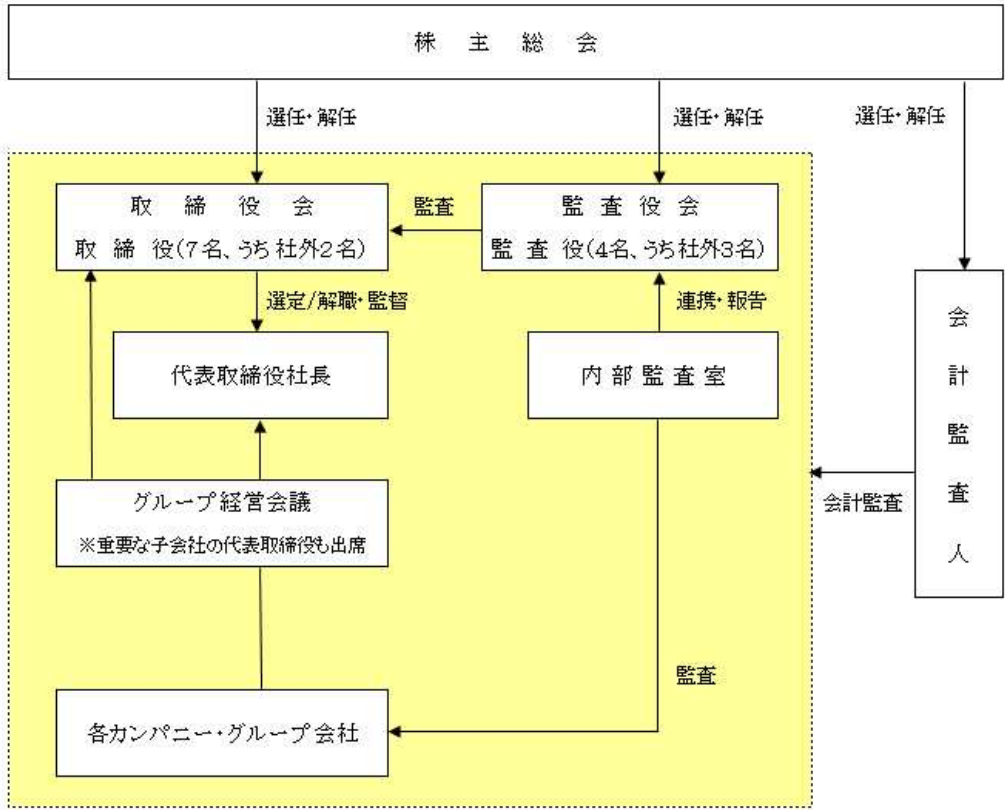 株主総会
選任・解任
選任・解任
選任・解任
取締役会
取締役(7名、うち社外2名)
監査
監査役会
監査役(4名、うち社外3名)
選定/解職・監督
連携・報告
代表取締役社長
内部監査室
会計監査人
グループ経営会議
※重要な子会社の代表取締役も出席
会計監査
監査
各カンパニー・グループ会社